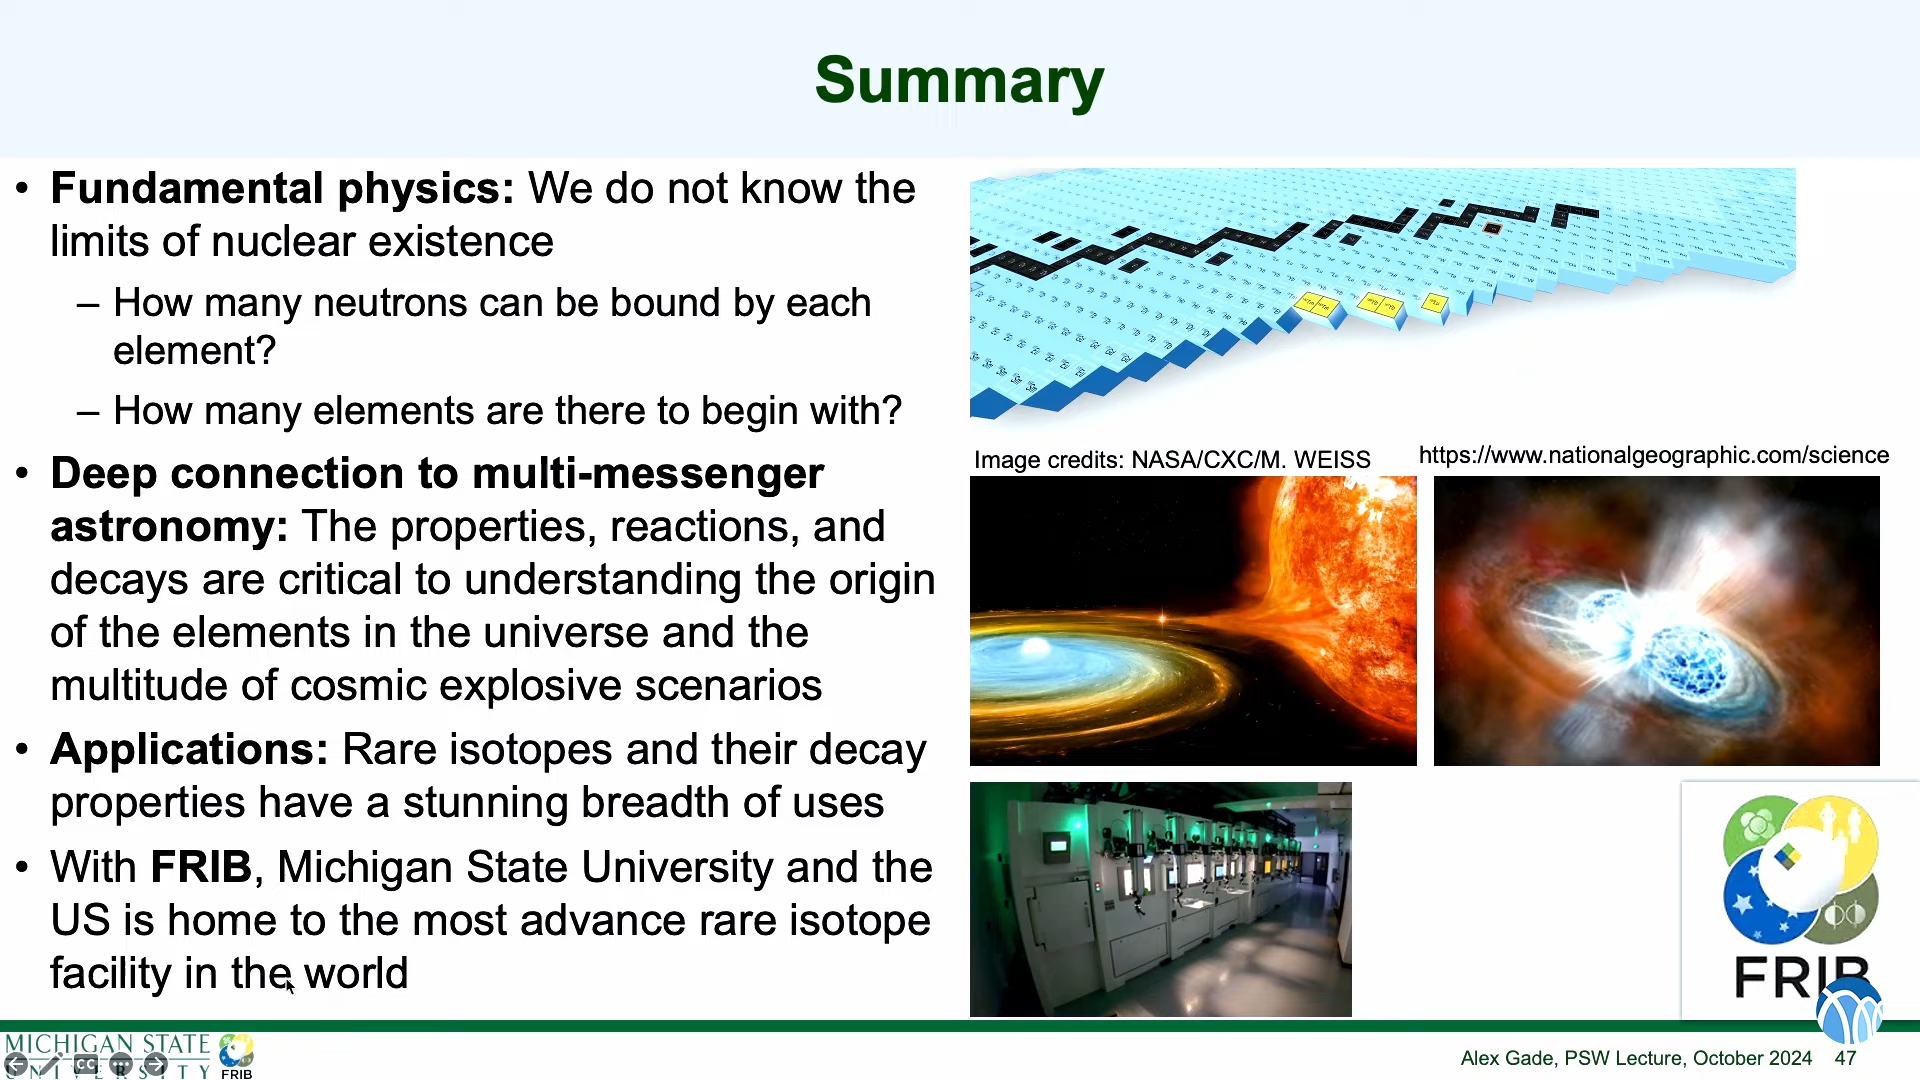 Summary
• Fundamental physics: We do not know the
limits of nuclear existence
– How many neutrons can be bound by each
element?
– How many elements are there to begin with?
• Deep connection to multi-messenger
astronomy: The properties, reactions, and
decays are critical to understanding the origin
of the elements in the universe and the
multitude of cosmic explosive scenarios
• Applications: Rare isotopes and their decay
properties have a stunning breadth of uses
• With FRIB, Michigan State University and the
US is home to the most advance rare isotope
facility in the world
Image credits: NASA/CXC/M. WEISS
https://www.nationalgeographic.com/science
FRIB
MICHIGAN STATE
UNIVERSITY
FRIB
CC
Alex Gade, PSW Lecture, October 2024 47